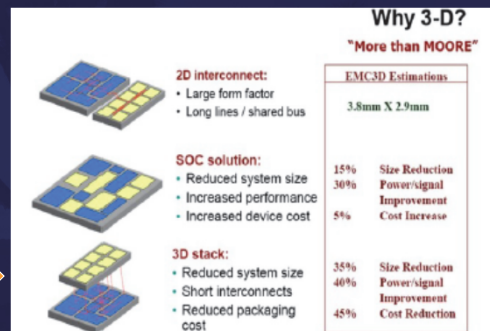 Why 3-D?
"More than MOORE"
2D interconnect:
• Large form factor
• Long lines / shared bus
EMC3D Estimations
3.8mm X 2.9mm
SOC solution:
• Reduced system size
• Increased performance
• Increased device cost
15% Size Reduction
30% Power/signal
Improvement
5% Cost Increase
3D stack:
• Reduced system size
• Short interconnects
• Reduced packaging
cost
35% Size Reduction
40% Power/signal
Improvement
45% Cost Reduction